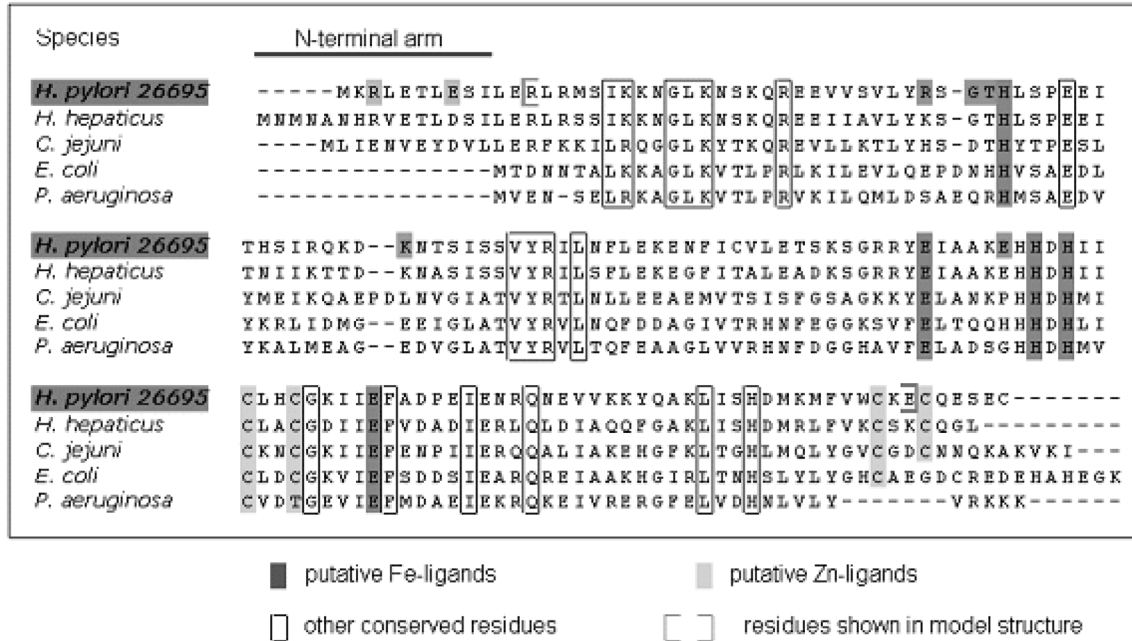 Species N-terminal arm
H. pylori 26695 -----MKRLETLESILERLRMSIKKNGLKNSKQREEVVSVLYRS-GTHLSPEEI
H. hepaticus MNMNANHRVETLDSILERLRSSIKKNGLKNSKQREEIIAVLYKS-GTHLSPEEI
C. jejuni ----MLIENVEYDVLLERFKKILRQGGLKYTKQREVLLKTLYHS-DTHYTPESL
E. coli ----------------MTDNNTALKKAGLKVTLPRLKILEVLQEPDNHHVSAEDL
P. aeruginosa ----------------MVEN-SELRKAGLKVTLPRVKILQMLDSAEQRHMSAEDV
H. pylori 26695 THSIRQKD--KNTSISSVYRILNFLEKENFICVLETSKSGRRYEIAAKEHHDHII
H. hepaticus TNIIKTTD--KNASISSVYRILSFLEKEGFITALEADKSGRRYEIAAKEHHDHII
C. jejuni YMEIKQAEPDLNVGIATVYRTLNLLEEAEMVTSISFGSAGKKYELANKPHHDHMI
E. coli YKRLIDMG--EEIGLATVYRVLNQFDDAGIVTRHNFEGGKSVFELTQQHHHDHLI
P. aeruginosa YKALMEAG--EDVGLATVYRVLTQFEAAGLVVRHNFDGGHAVFELADSGHHDHMV
H. pylori 26695 CLHCGKIIEFADPEIENRQNEVVKKYQAKLISHDMKMFVWCKECQESEC-------
H. hepaticus CLACGDIIEFVDADIERLQLDIAQQFGAKLISHDMRLFVKCSKCQGL---------
C. jejuni CKNCGKIIEFENPIIERQQALIAKEHGFKLTGHLMQLYGVCGDCNNQKAKVKI---
E. coli CLDCGKVIEFSDDSIEARQREIAAKHGIRLTNHSLYLYGHCAEGDCREDEHAHEGK
P. aeruginosa CVDTGEVIEFMDAEIEKRQKEIVRERGFELVDHNLVLY-------VRKKK------
putative Fe-ligands putative Zn-ligands
other conserved residues residues shown in model structure